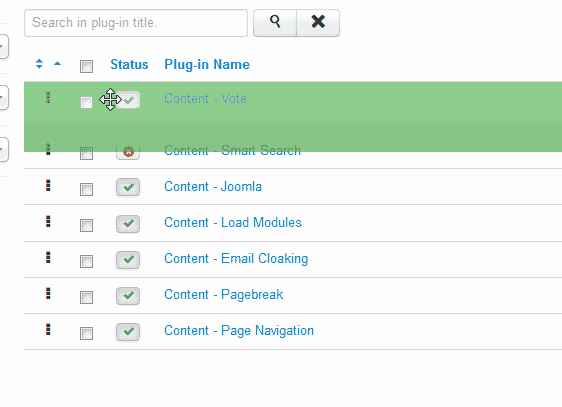 Search in plug-in title.
Status Plug-in Name
Content - Vote
Content - Smart Search
Content - Joomla
Content - Load Modules
Content - Email Cloaking
Content - Pagebreak
Content - Page Navigation